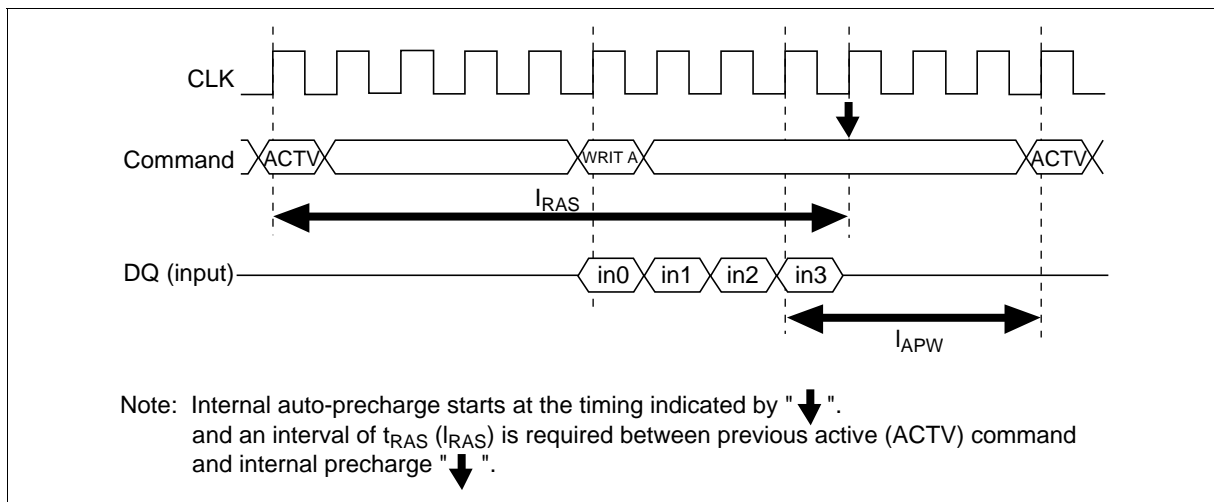 CLK
Command ACTV WRIT A ACTV
lRAS
DQ (input) in0 in1 in2 in3
lAPW
Note: Internal auto-precharge starts at the timing indicated by " ".
and an interval of tRAS (lRAS) is required between previous active (ACTV) command
and internal precharge " ".